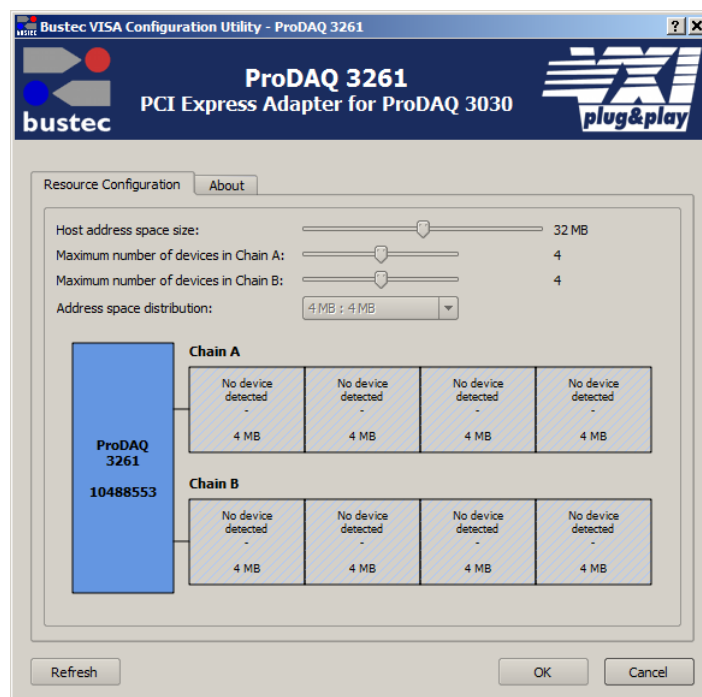 Bustec VISA Configuration Utility - ProDAQ 3261
bustec
ProDAQ 3261
PCI Express Adapter for ProDAQ 3030
VXI
plug&play
Resource Configuration
About
Host address space size:
32 MB
Maximum number of devices in Chain A:
4
Maximum number of devices in Chain B:
4
Address space distribution:
4 MB : 4 MB
ProDAQ
3261
10488553
Chain A
No device
detected
-
4 MB
No device
detected
-
4 MB
No device
detected
-
4 MB
No device
detected
-
4 MB
Chain B
No device
detected
-
4 MB
No device
detected
-
4 MB
No device
detected
-
4 MB
No device
detected
-
4 MB
Refresh
OK
Cancel